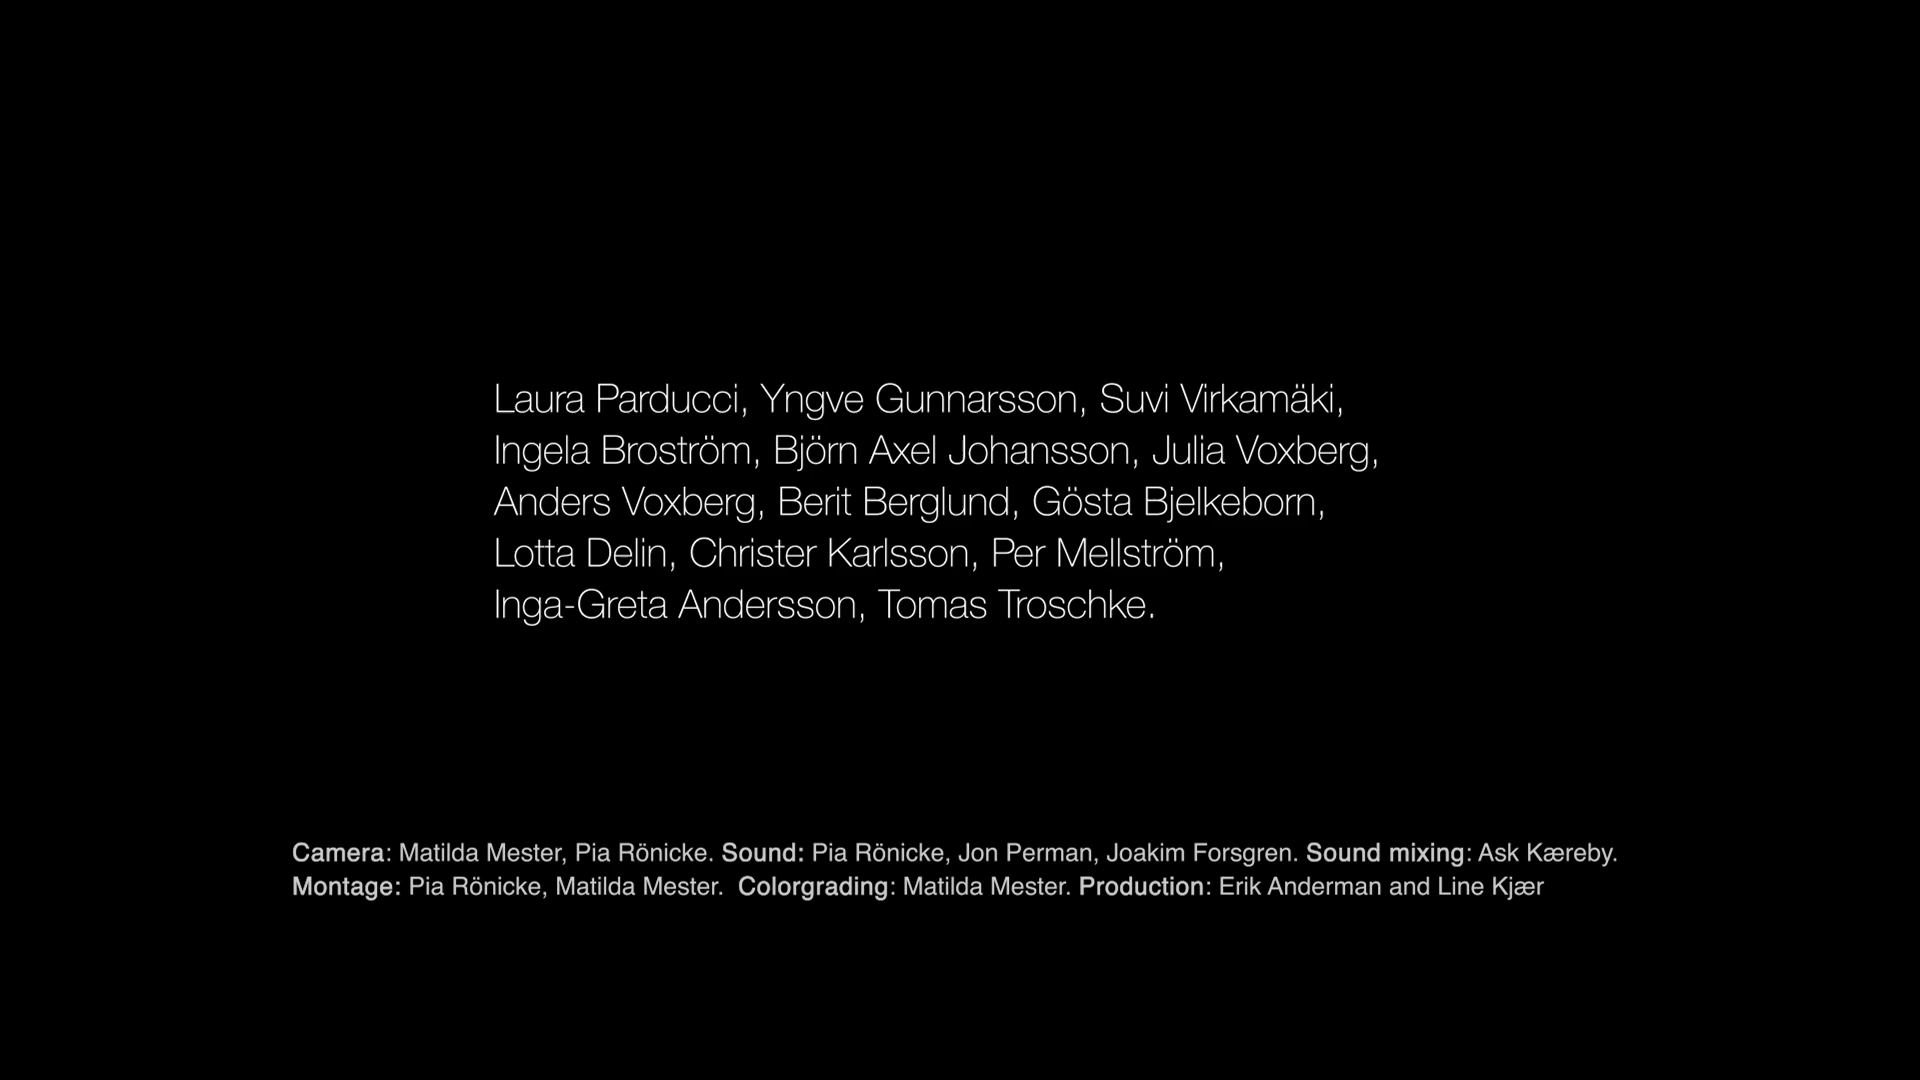 Laura Parducci, Yngve Gunnarsson, Suvi Virkamäki,
Ingela Broström, Björn Axel Johansson, Julia Voxberg,
Anders Voxberg, Berit Berglund, Gösta Bjelkeborn,
Lotta Delin, Christer Karlsson, Per Mellström,
Inga-Greta Andersson, Tomas Troschke.
Camera: Matilda Mester, Pia Rönicke. Sound: Pia Rönicke, Jon Perman, Joakim Forsgren. Sound mixing: Ask Kæreby.
Montage: Pia Rönicke, Matilda Mester. Colorgrading: Matilda Mester. Production: Erik Anderman and Line Kjær